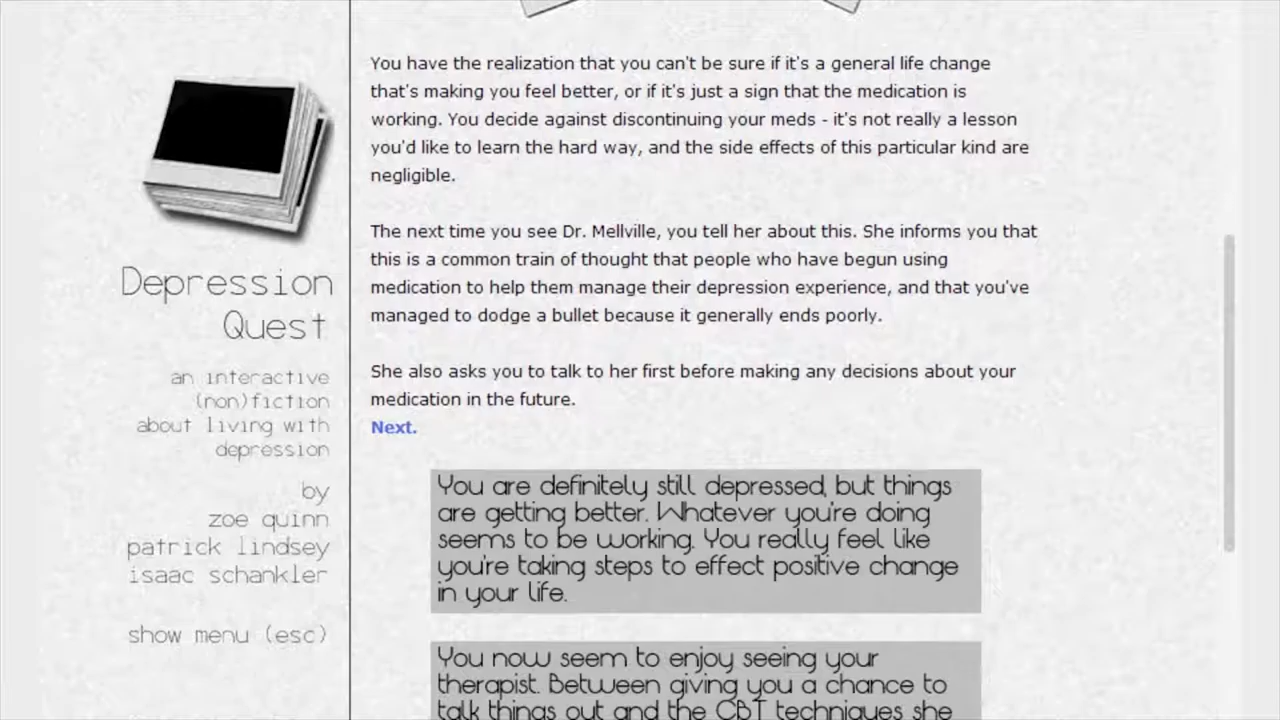 You have the realization that you can't be sure if it's a general life change
that's making you feel better, or if it's just a sign that the medication is
working. You decide against discontinuing your meds - it's not really a lesson
you'd like to learn the hard way, and the side effects of this particular kind are
negligible.
The next time you see Dr. Mellville, you tell her about this. She informs you that
this is a common train of thought that people who have begun using
medication to help them manage their depression experience, and that you've
managed to dodge a bullet because it generally ends poorly.
She also asks you to talk to her first before making any decisions about your
medication in the future.
Next.
You are definitely still depressed, but things
are getting better. Whatever you're doing
seems to be working. You really feel like
you're taking steps to effect positive change
in your life.
You now seem to enjoy seeing your
therapist. Between giving you a chance to
talk things out and the CBT techniques she
Depression
Quest
an interactive
(non)fiction
about living with
depression
by
zoe quinn
patrick lindsey
isaac schankler
show menu (esc)